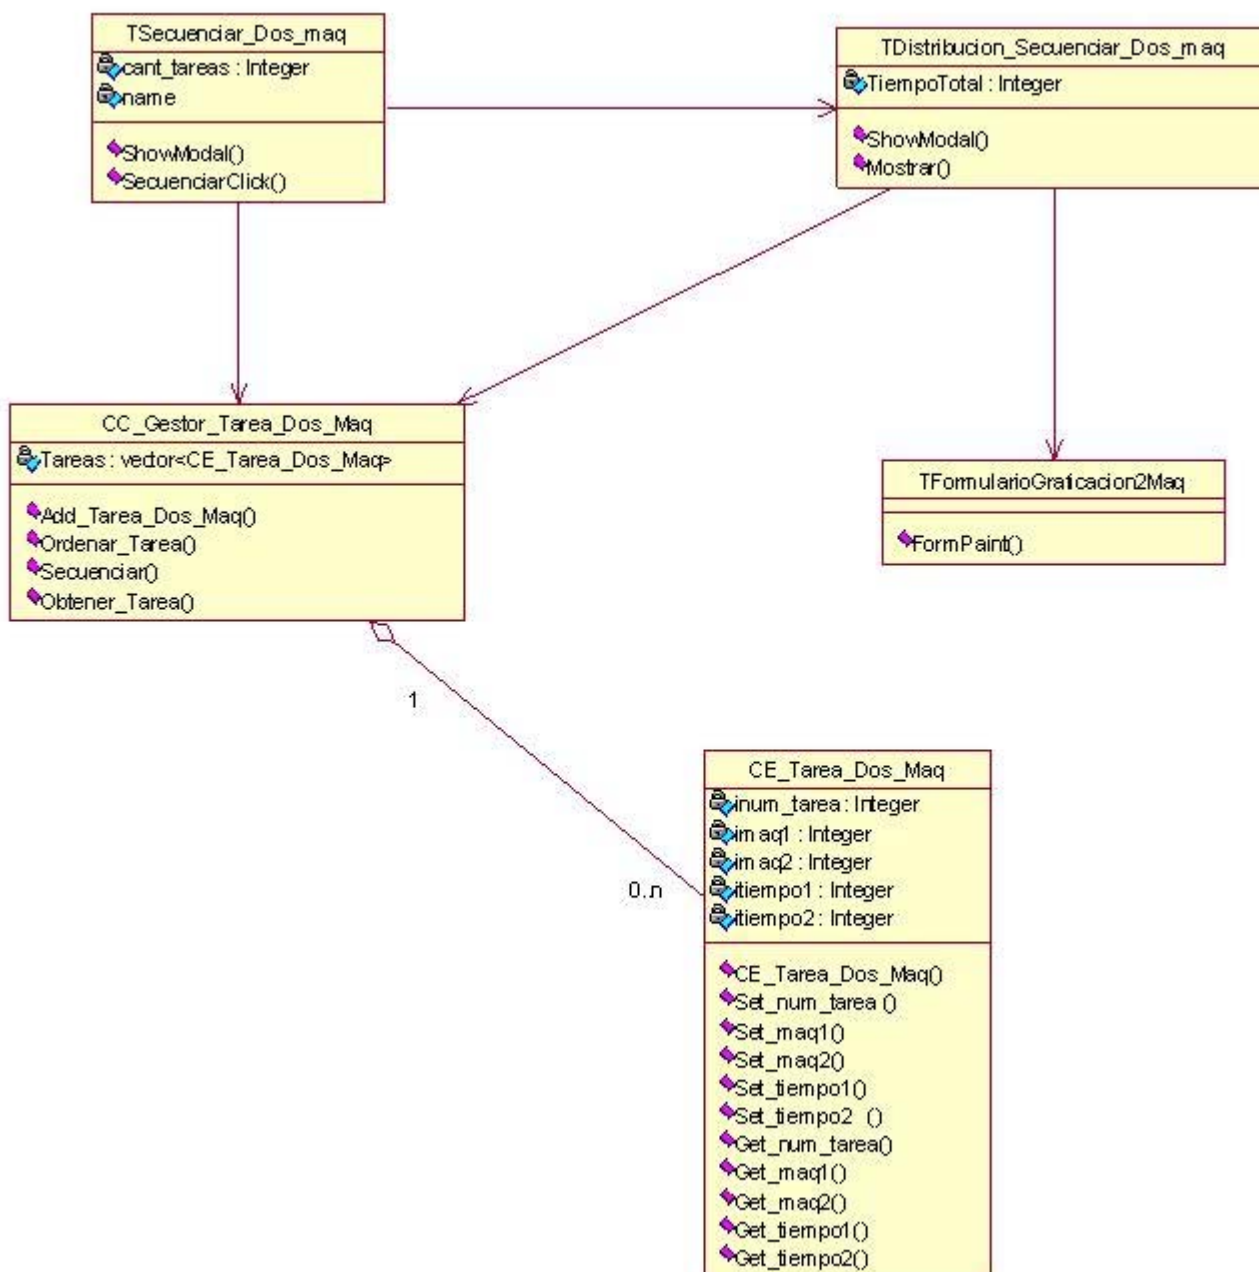 TSecuenciar_Dos_maq
cant_tareas : Integer
name
ShowModal()
SecuenciarClick()
TDistribucion_Secuenciar_Dos_maq
TiempoTotal : Integer
ShowModal()
Mostrar()
CC_Gestor_Tarea_Dos_Maq
Tareas : vector<CE_Tarea_Dos_Maq>
Add_Tarea_Dos_Maq()
Ordenar_Tarea()
Secuenciar()
Obtener_Tarea()
TFormularioGraficacion2Maq
FormPaint()
1
0..n
CE_Tarea_Dos_Maq
inum_tarea : Integer
imaq1 : Integer
imaq2 : Integer
itiempo1 : Integer
itiempo2 : Integer
CE_Tarea_Dos_Maq()
Set_num_tarea ()
Set_maq1()
Set_maq2()
Set_tiempo1()
Set_tiempo2 ()
Get_num_tarea()
Get_maq1()
Get_maq2()
Get_tiempo1()
Get_tiempo2()